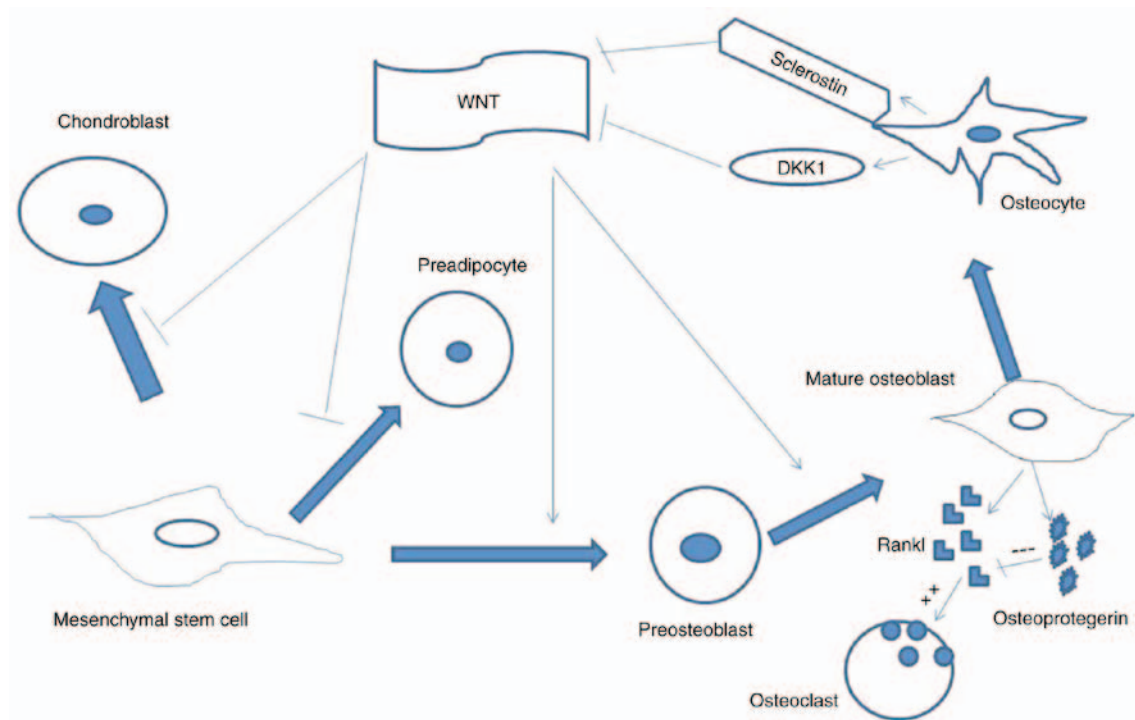 Sclerostin
WNT
Chondroblast
DKK1
Osteocyte
Preadipocyte
Mature osteoblast
Rankl
---
++
Osteoprotegerin
Mesenchymal stem cell
Preosteoblast
Osteoclast